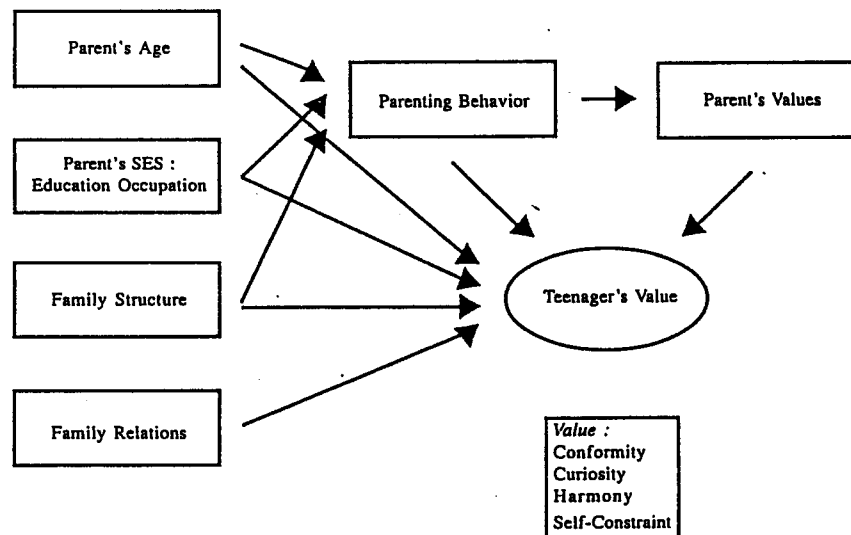 Parent's Age
Parenting Behavior
Parent's Values
Parent's SES :
Education Occupation
Family Structure
Teenager's Value
Family Relations
Value :
Conformity
Curiosity
Harmony
Self-Constraint